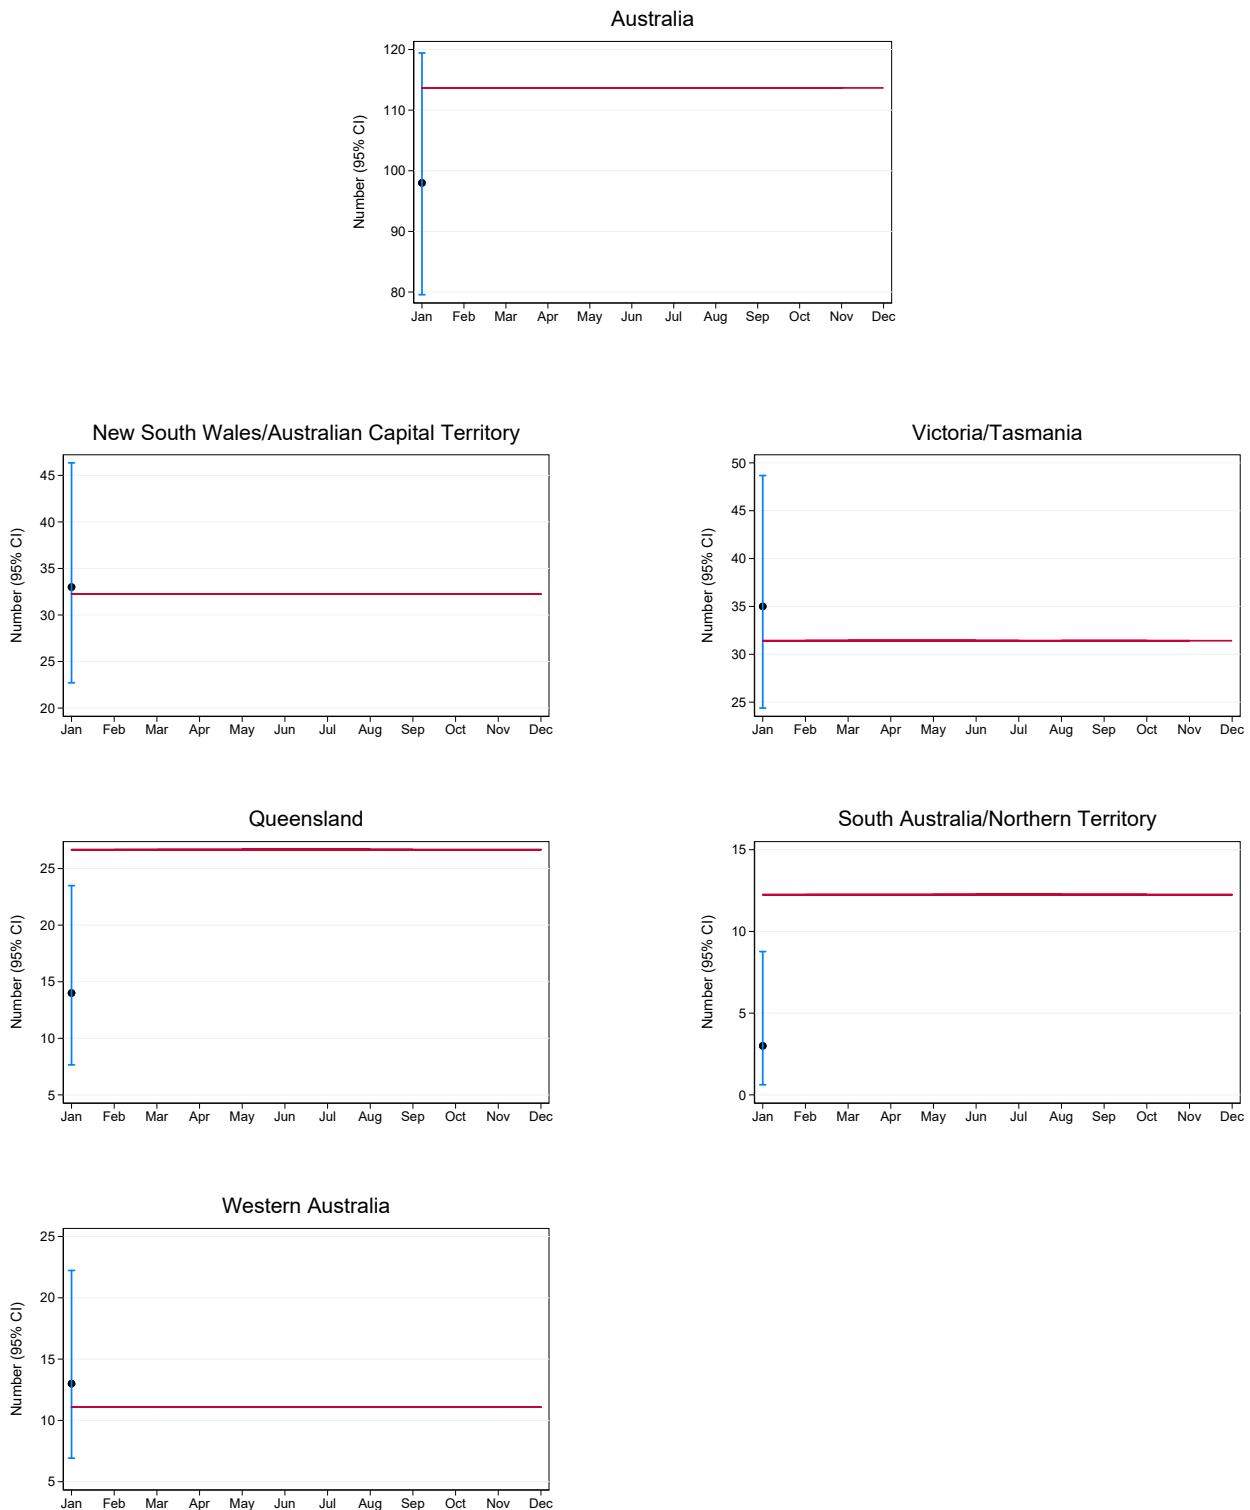 Australia
Number (95% CI)
120
110
100
90
80
Jan Feb Mar Apr May Jun Jul Aug Sep Oct Nov Dec
New South Wales/Australian Capital Territory
Number (95% CI)
45
40
35
30
25
20
Jan Feb Mar Apr May Jun Jul Aug Sep Oct Nov Dec
Victoria/Tasmania
Number (95% CI)
50
45
40
35
30
25
Jan Feb Mar Apr May Jun Jul Aug Sep Oct Nov Dec
Queensland
Number (95% CI)
25
20
15
10
5
Jan Feb Mar Apr May Jun Jul Aug Sep Oct Nov Dec
South Australia/Northern Territory
Number (95% CI)
15
10
5
0
Jan Feb Mar Apr May Jun Jul Aug Sep Oct Nov Dec
Western Australia
Number (95% CI)
25
20
15
10
5
Jan Feb Mar Apr May Jun Jul Aug Sep Oct Nov Dec